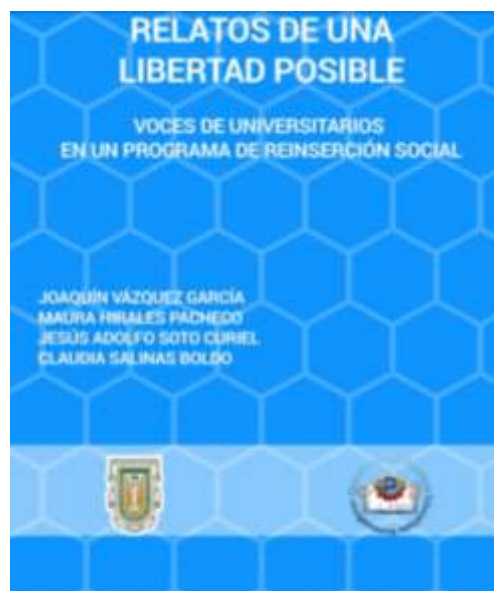 RELATOS DE UNA
LIBERTAD POSIBLE
VOCES DE UNIVERSITARIOS
EN UN PROGRAMA DE REINSERCIÓN SOCIAL
JOAQUÍN VÁZQUEZ GARCÍA
MAURA HIRALES PACHECO
JESÚS ADOLFO SOTO CURIEL
CLAUDIA SALINAS BOLDO